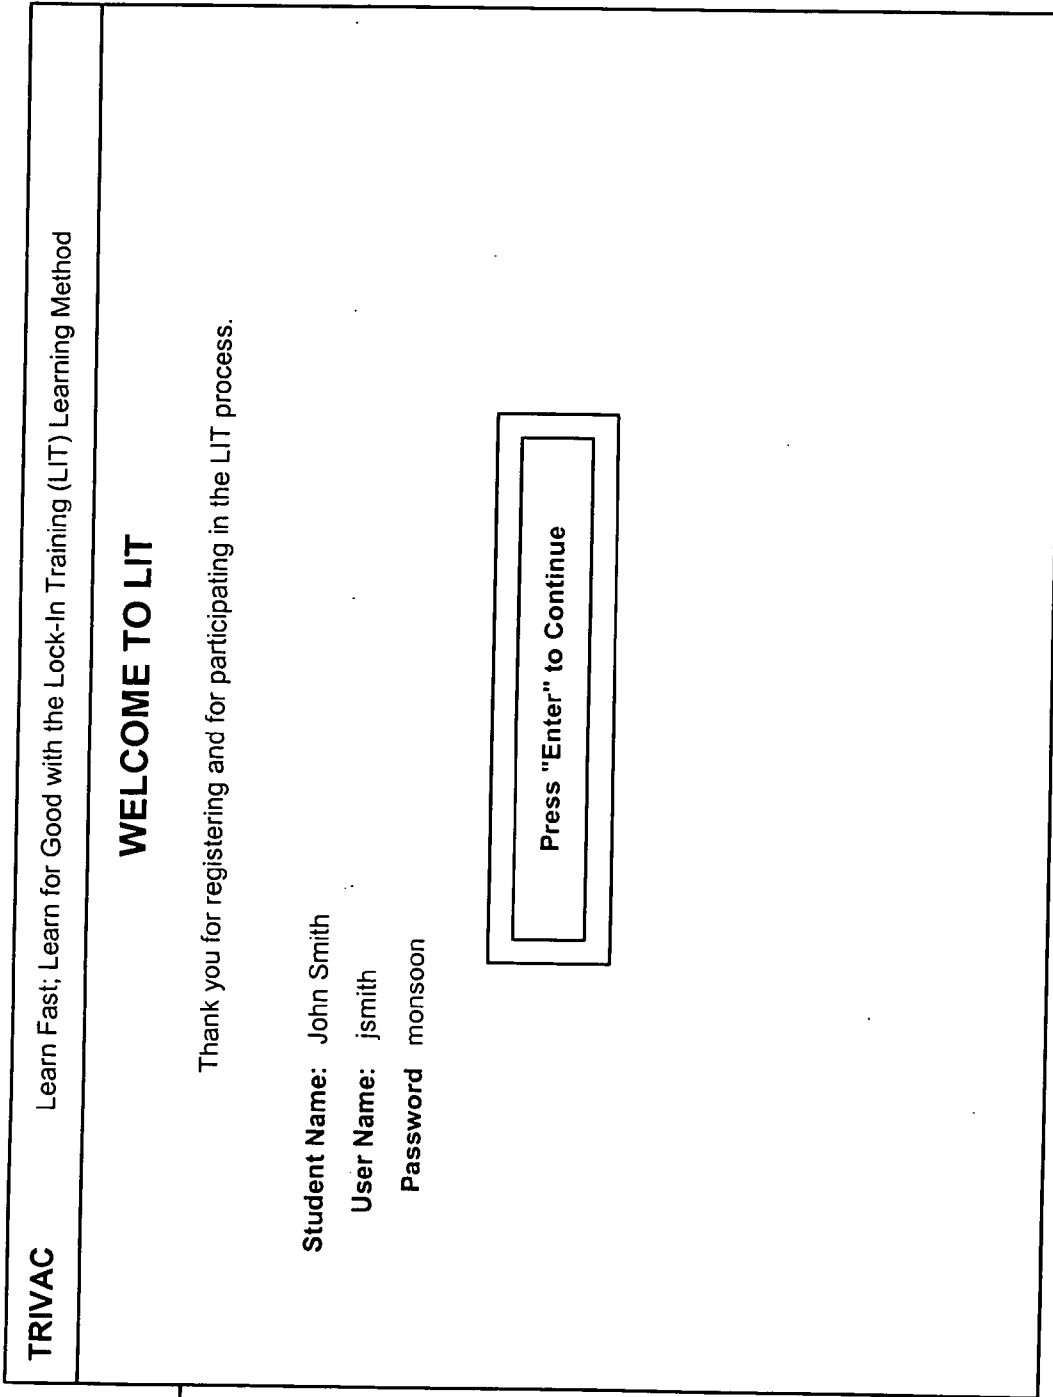 TRIVAC Learn Fast; Learn for Good with the Lock-In Training (LIT) Learning Method
WELCOME TO LIT
Thank you for registering and for participating in the LIT process.
Student Name: John Smith
User Name: jsmith
Password monsoon
Press "Enter" to Continue